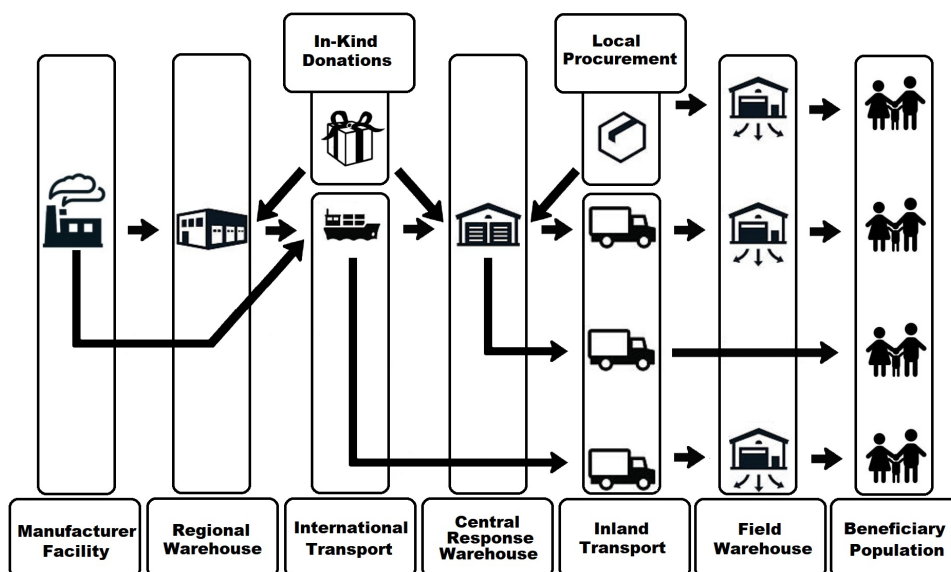 In-Kind
Donations
Local
Procurement
Manufacturer
Facility
Regional
Warehouse
International
Transport
Central
Response
Warehouse
Inland
Transport
Field
Warehouse
Beneficiary
Population